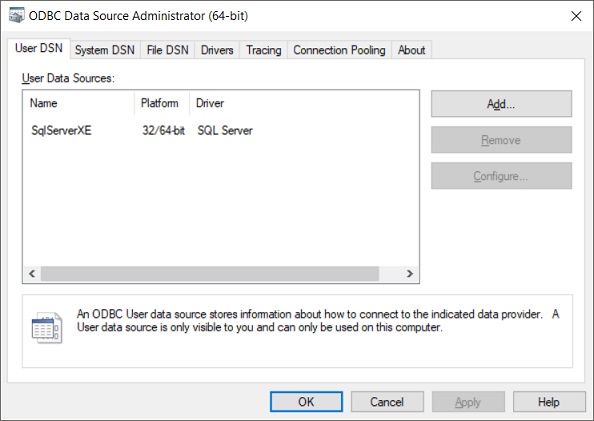 ODBC Data Source Administrator (64-bit)
User DSN System DSN File DSN Drivers Tracing Connection Pooling About
User Data Sources:
Name Platform Driver
SqlServerXE 32/64-bit SQL Server
Add...
Remove
Configure...
An ODBC User data source stores information about how to connect to the indicated data provider. A
User data source is only visible to you and can only be used on this computer.
OK Cancel Apply Help